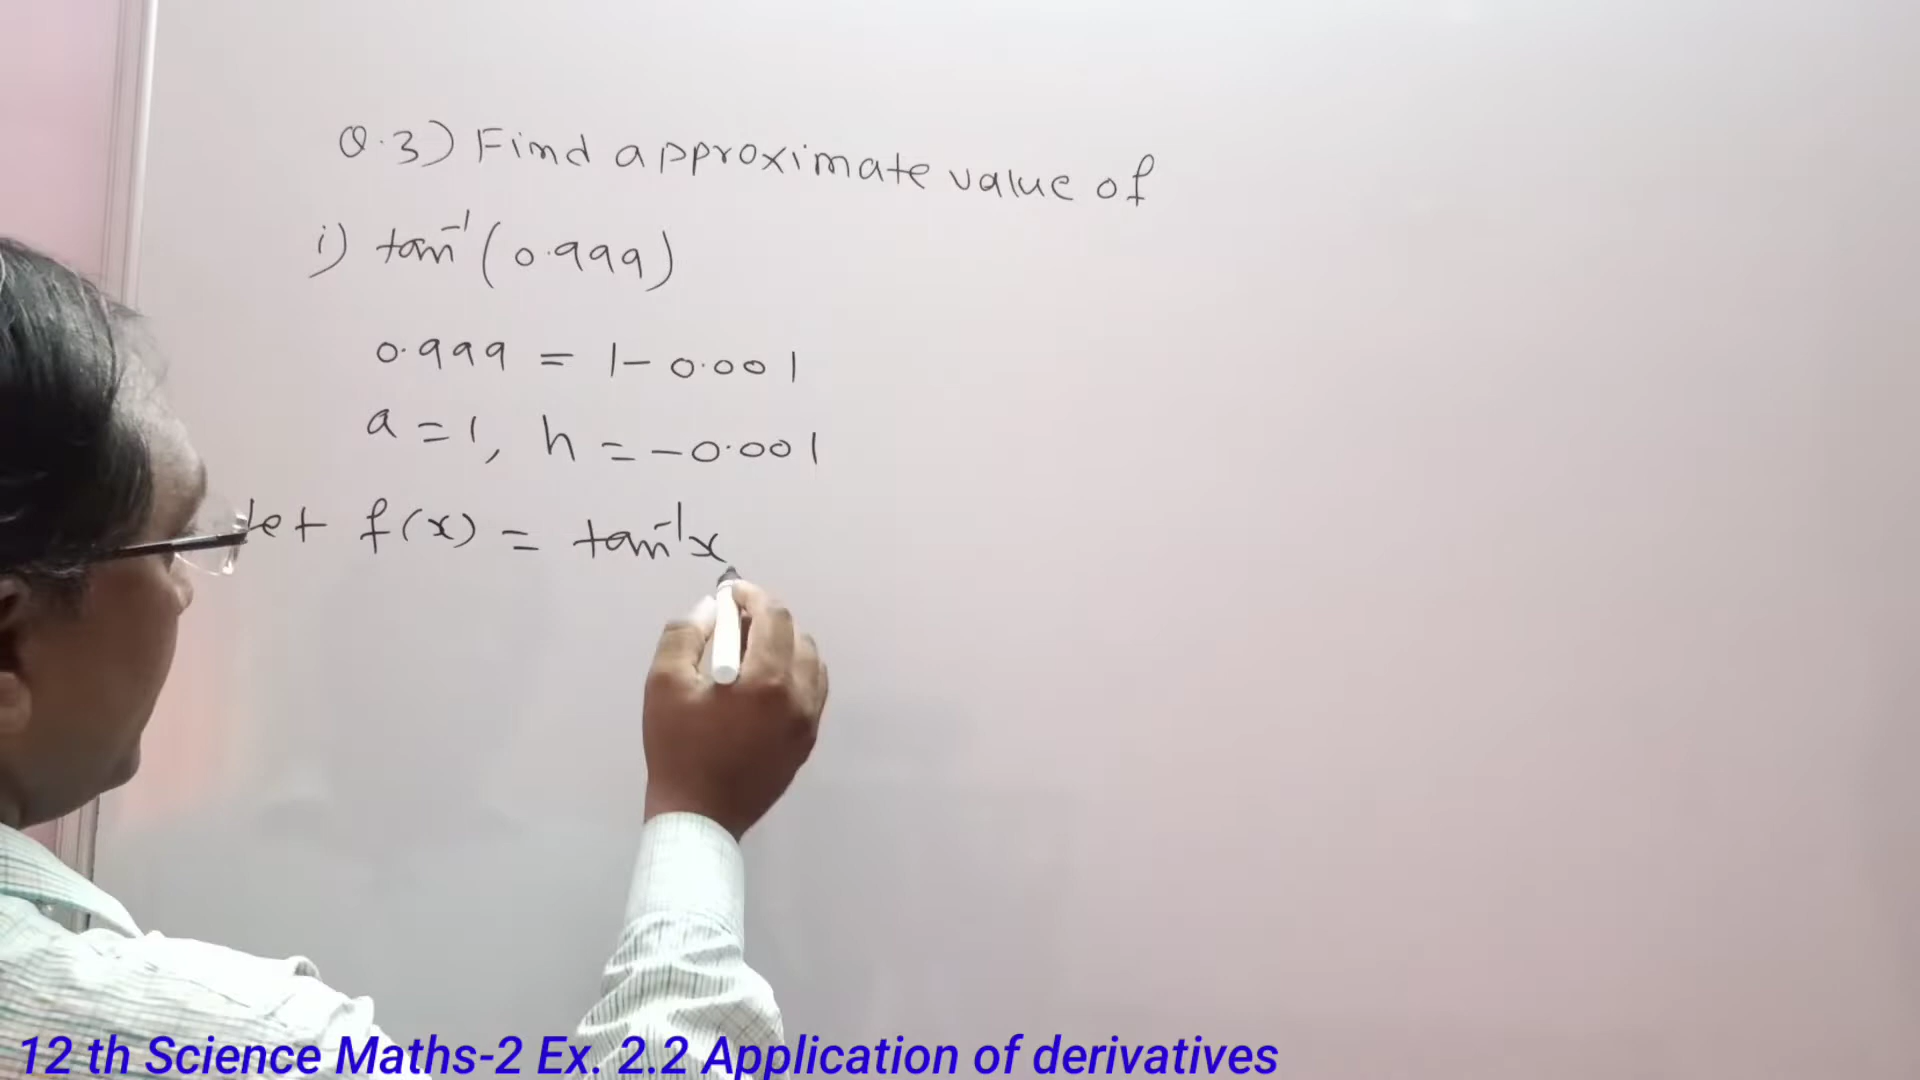 Q.3) Find approximate value of
i) tan⁻¹(0.999)
0.999 = 1-0.001
a = 1, h = -0.001
let f(x) = tan⁻¹x
12 th Science Maths-2 Ex. 2.2 Application of derivatives